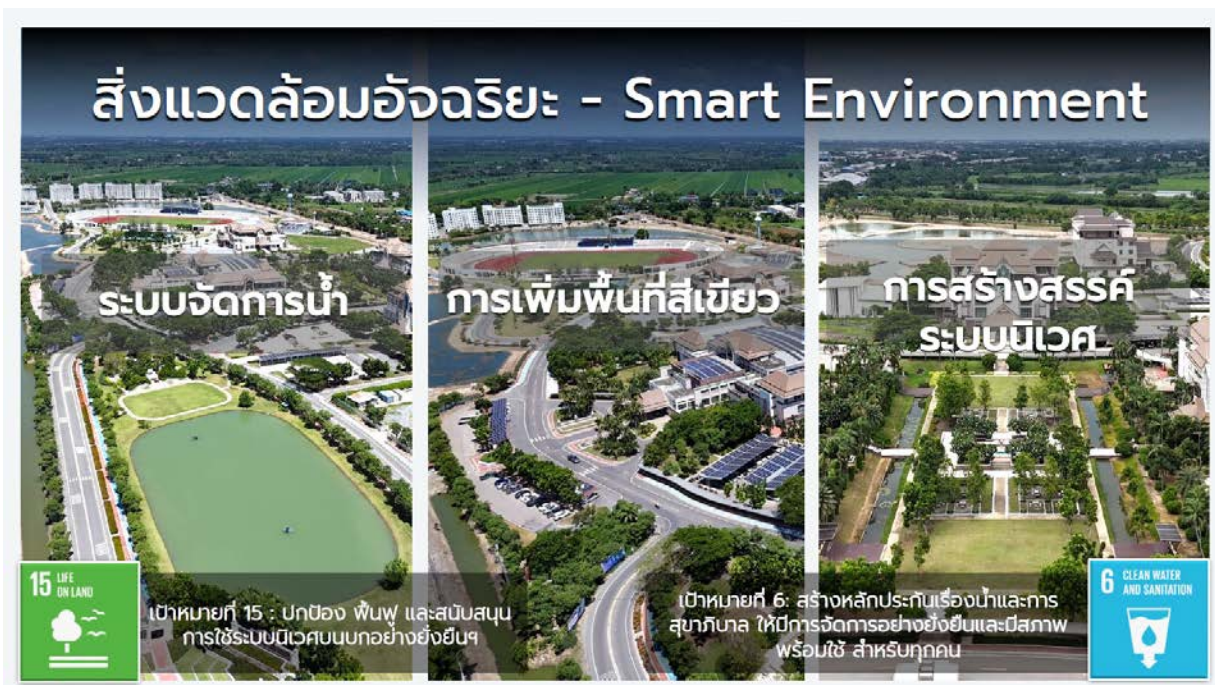 สิ่งแวดล้อมอัจฉริยะ - Smart Environment
ระบบจัดการน้ำ
การเพิ่มพื้นที่สีเขียว
การสร้างสรรค์
ระบบนิเวศ
15 LIFE
ON LAND
เป้าหมายที่ 15 : ปกป้อง ฟื้นฟู และสนับสนุน
การใช้ระบบนิเวศบนบกอย่างยั่งยืนฯ
เป้าหมายที่ 6: สร้างหลักประกันเรื่องน้ำและการ
สุขาภิบาล ให้มีการจัดการอย่างยั่งยืนและมีสภาพ
พร้อมใช้ สำหรับทุกคน
6 CLEAN WATER
AND SANITATION